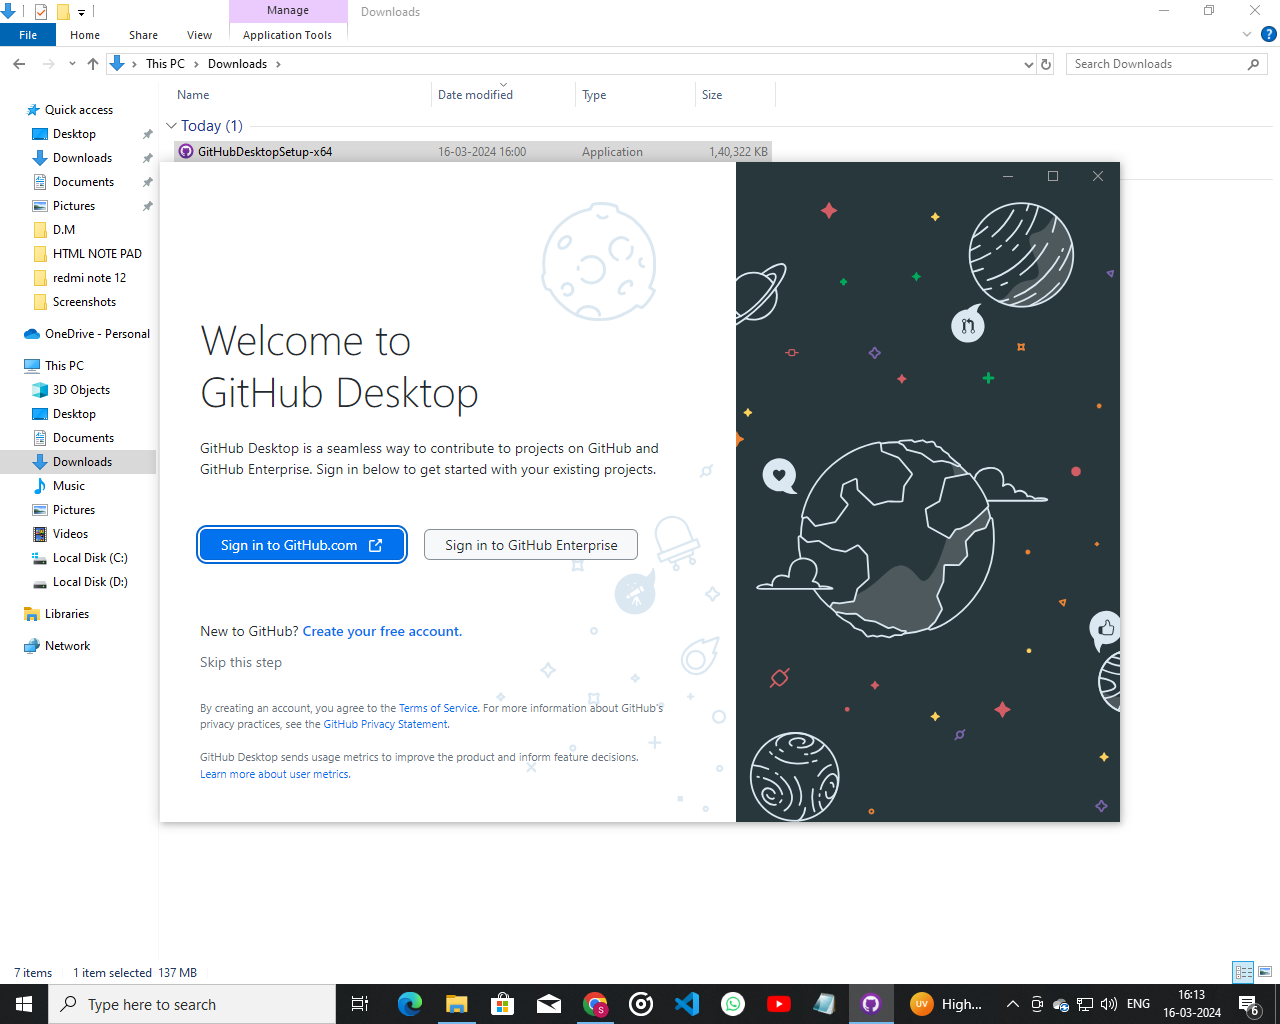 Manage
Downloads
File
Home
Share
View
Application Tools
This PC
Downloads
Search Downloads
Name
Date modified
Type
Size
Today (1)
GitHubDesktopSetup-x64
16-03-2024 16:00
Application
1,40,322 KB
Quick access
Desktop
Downloads
Documents
Pictures
D.M
HTML NOTE PAD
redmi note 12
Screenshots
OneDrive - Personal
This PC
3D Objects
Desktop
Documents
Downloads
Music
Pictures
Videos
Local Disk (C:)
Local Disk (D:)
Libraries
Network
Welcome to
GitHub Desktop
GitHub Desktop is a seamless way to contribute to projects on GitHub and
GitHub Enterprise. Sign in below to get started with your existing projects.
Sign in to GitHub.com
Sign in to GitHub Enterprise
New to GitHub? Create your free account.
Skip this step
By creating an account, you agree to the Terms of Service. For more information about GitHub's
privacy practices, see the GitHub Privacy Statement.
GitHub Desktop sends usage metrics to improve the product and inform feature decisions.
Learn more about user metrics.
7 items
1 item selected 137 MB
Type here to search
S
UV
High...
ENG
16:13
16-03-2024
6